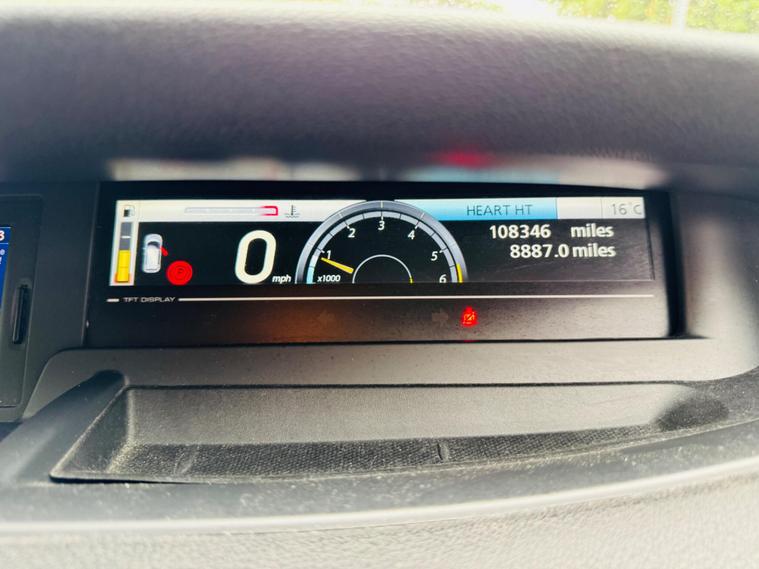 HEART HT
16°C
108346 miles
8887.0 miles
0 mph
1 2 3 4 5 6
x1000
TFT DISPLAY